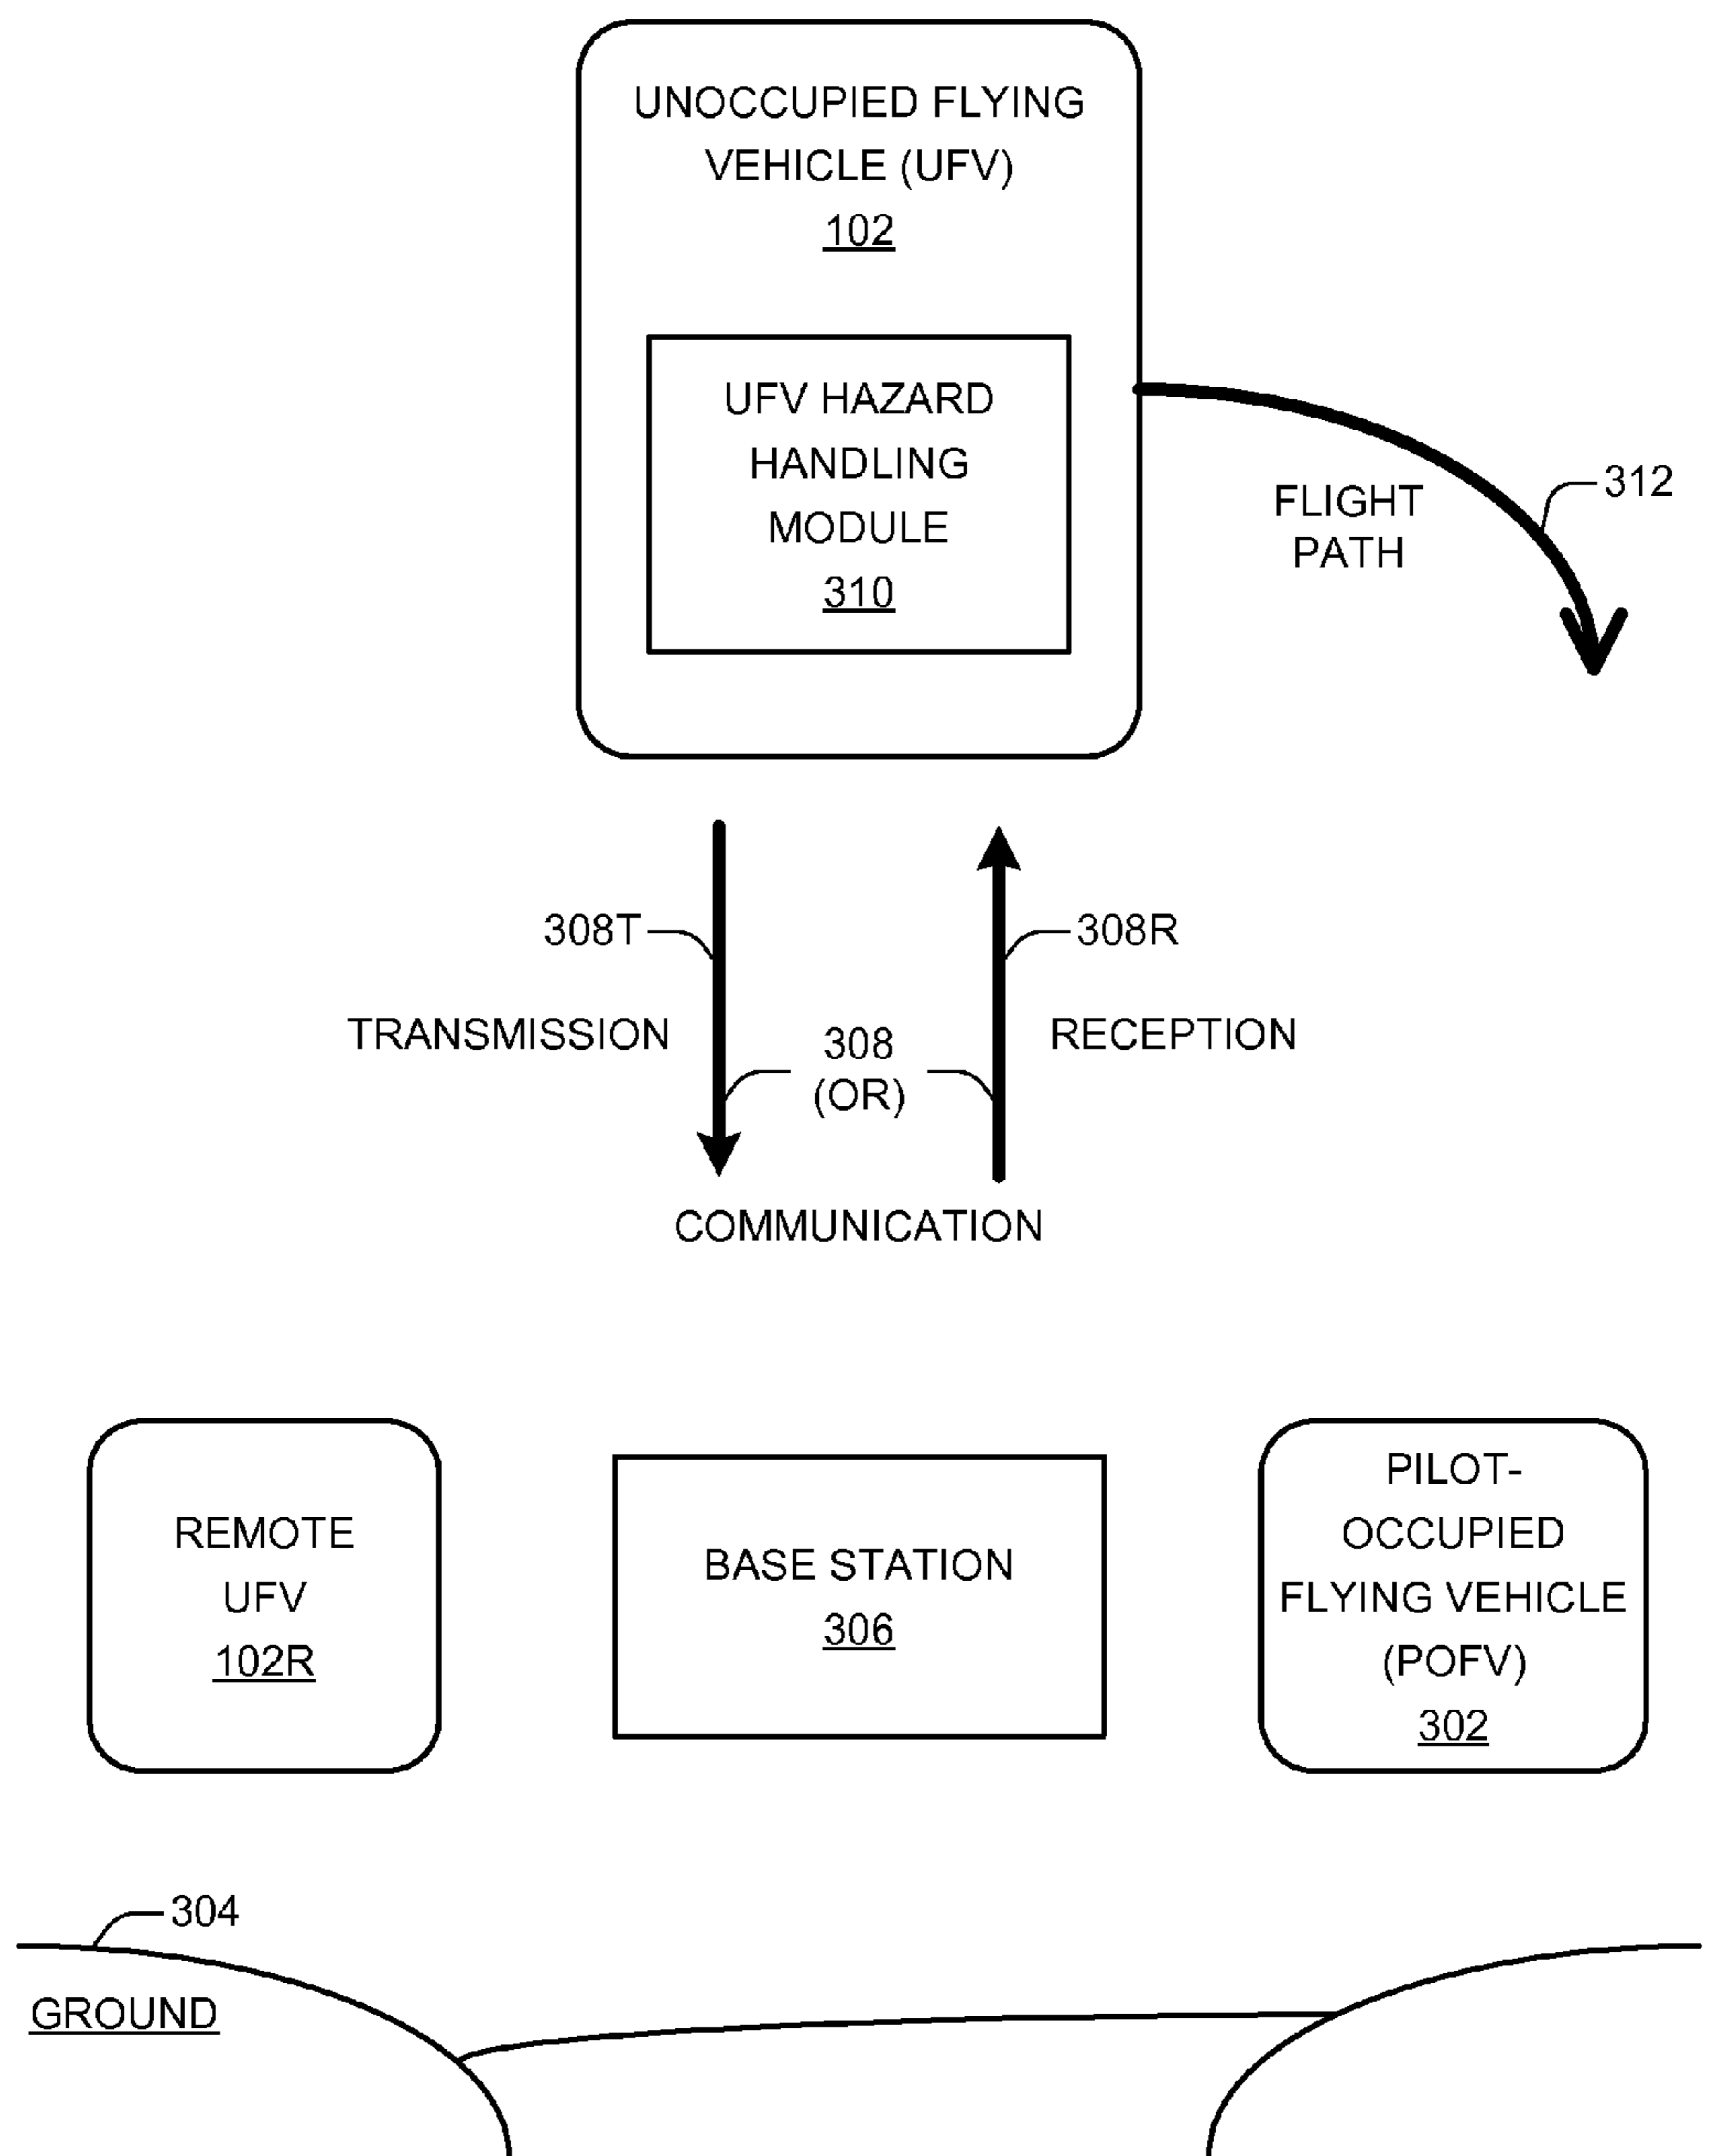 UNOCCUPIED FLYING
VEHICLE (UFV)
102
UFV HAZARD
HANDLING
MODULE
310
312
FLIGHT
PATH
308T
308R
TRANSMISSION
308
(OR)
RECEPTION
COMMUNICATION
REMOTE
UFV
102R
BASE STATION
306
PILOT-
OCCUPIED
FLYING VEHICLE
(POFV)
302
304
GROUND